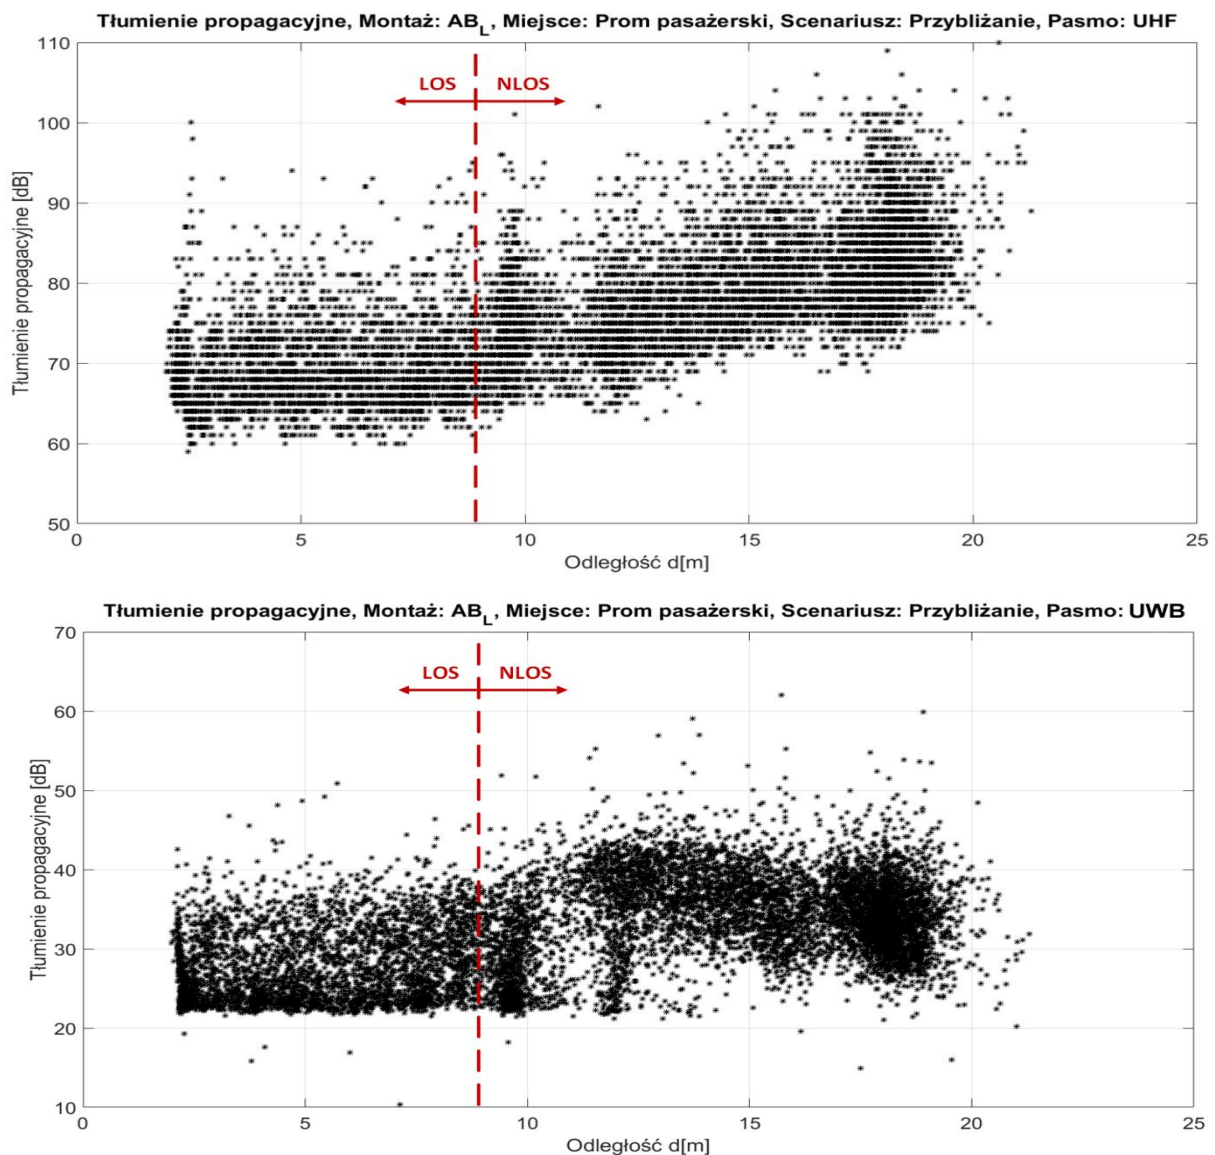 Tłumienie propagacyjne, Montaż: AB_L, Miejsce: Prom pasażerski, Scenariusz: Przybliżanie, Pasmo: UHF
110
LOS NLOS
100
90
80
70
60
50
Tłumienie propagacyjne [dB]
0 5 10 15 20 25
Odległość d[m]
Tłumienie propagacyjne, Montaż: AB_L, Miejsce: Prom pasażerski, Scenariusz: Przybliżanie, Pasmo: UWB
70
LOS NLOS
60
50
40
30
20
10
Tłumienie propagacyjne [dB]
0 5 10 15 20 25
Odległość d[m]